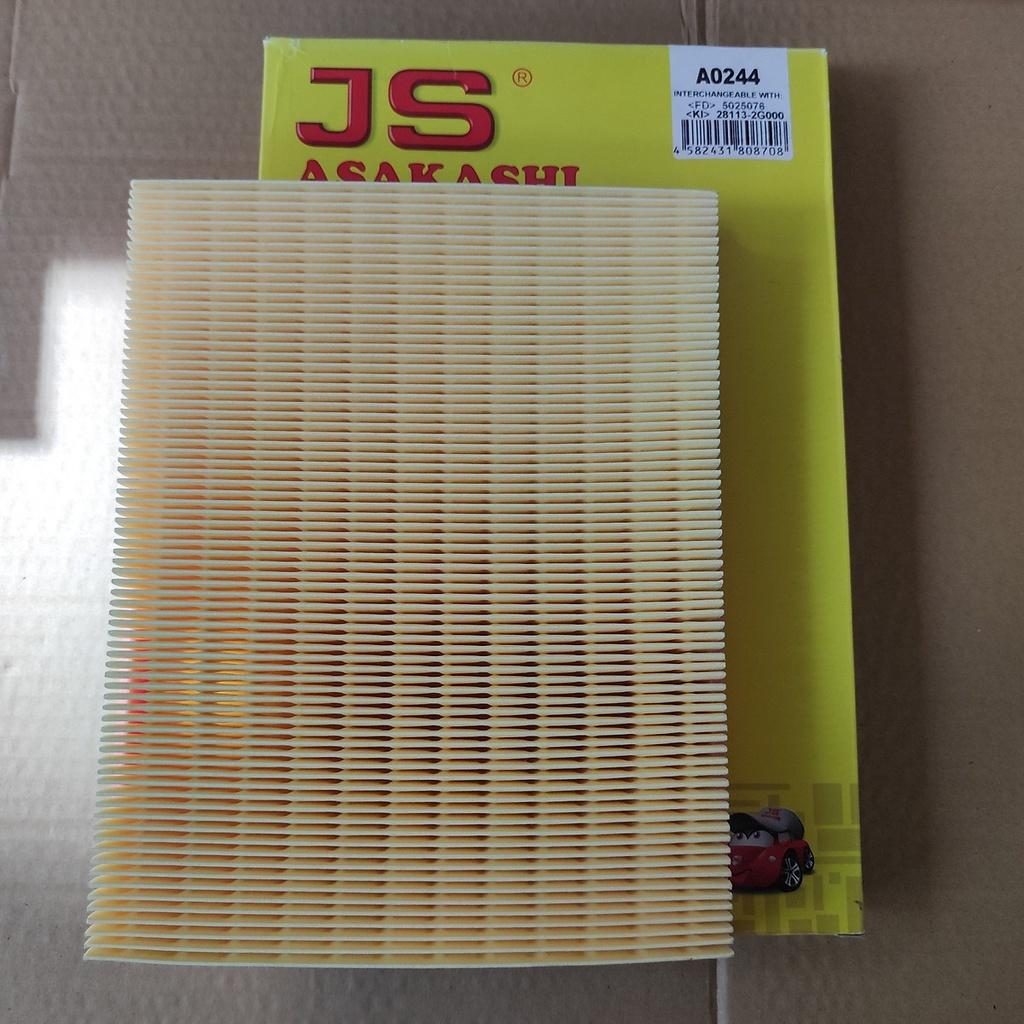 JS®
ASAKASHI
A0244
INTERCHANGEABLE WITH:
<FD> 5025076
<KI> 28113-2G000
4 582431 808708